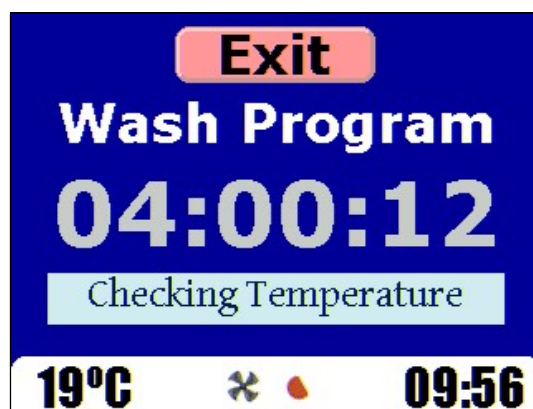 Exit
Wash Program
04:00:12
Checking Temperature
19ºC 09:56